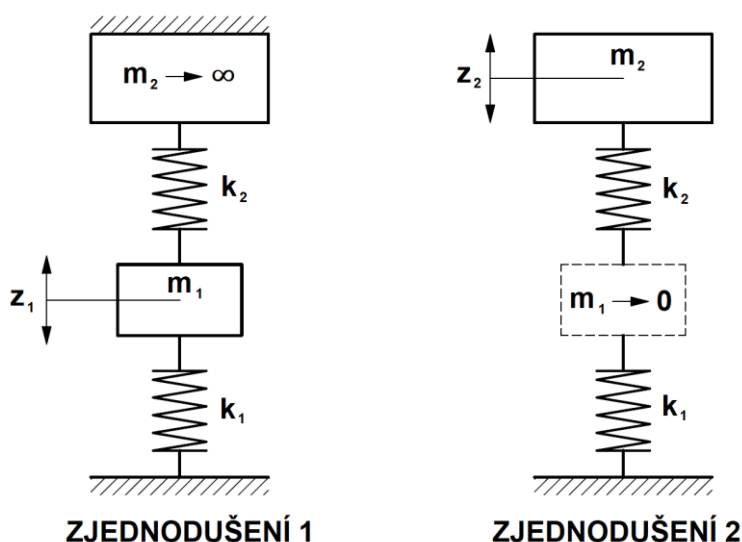 m₂ → ∞
k₂
z₁
m₁
k₁
ZJEDNODUŠENÍ 1
z₂
m₂
k₂
m₁ → 0
k₁
ZJEDNODUŠENÍ 2